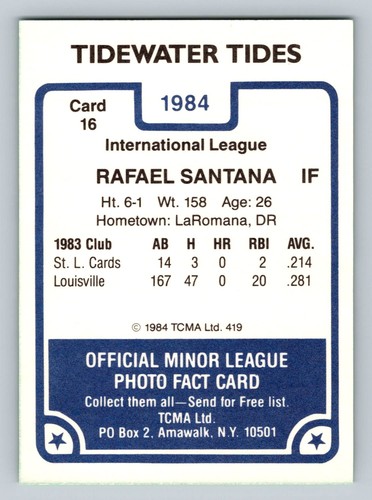 TIDEWATER TIDES
Card
16
1984
International League
RAFAEL SANTANA IF
Ht. 6-1 Wt. 158 Age: 26
Hometown: LaRomana, DR
1983 Club AB H HR RBI AVG.
St. L. Cards 14 3 0 2 .214
Louisville 167 47 0 20 .281
© 1984 TCMA Ltd. 419
OFFICIAL MINOR LEAGUE
PHOTO FACT CARD
Collect them all—Send for Free list.
TCMA Ltd.
PO Box 2, Amawalk, N.Y. 10501